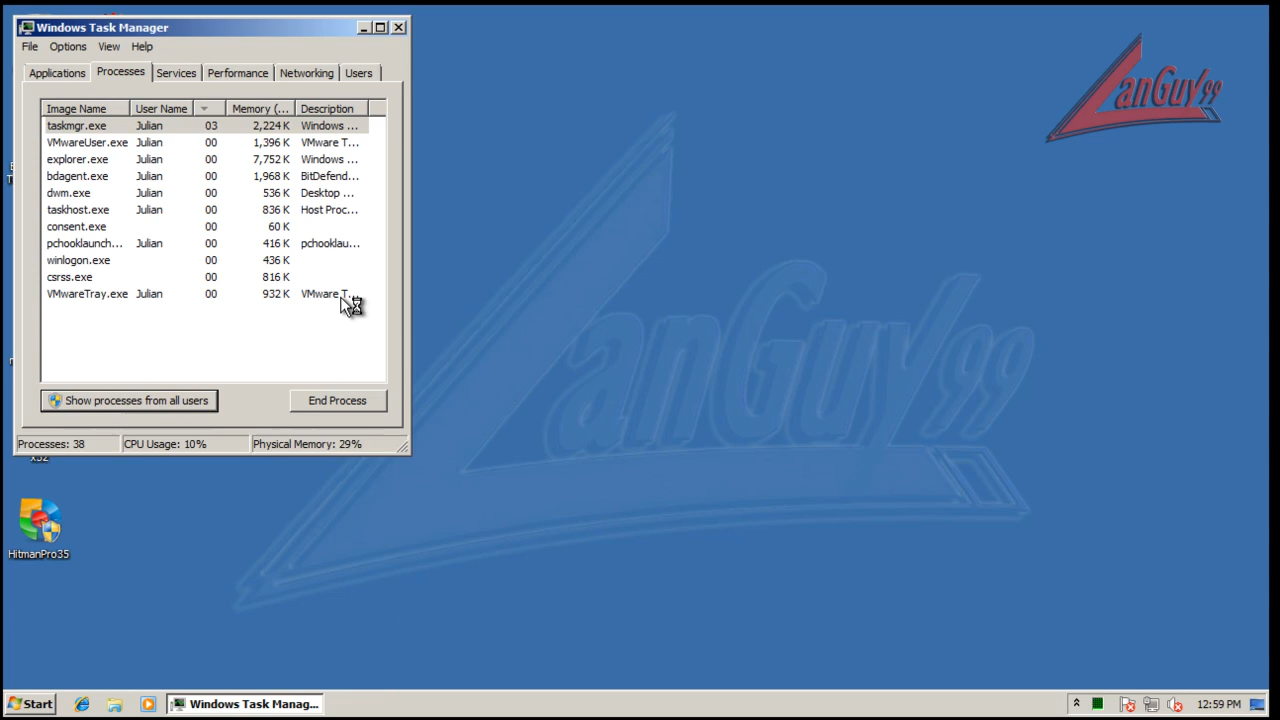 Windows Task Manager
File Options View Help
Applications Processes Services Performance Networking Users
Image Name User Name Memory (... Description
taskmgr.exe Julian 03 2,224 K Windows ...
VMwareUser.exe Julian 00 1,396 K VMware T...
explorer.exe Julian 00 7,752 K Windows ...
bdagent.exe Julian 00 1,968 K BitDefend...
dwm.exe Julian 00 536 K Desktop ...
taskhost.exe Julian 00 836 K Host Proc...
consent.exe 00 60 K
pchooklaunch... Julian 00 416 K pchooklau...
winlogon.exe 00 436 K
csrss.exe 00 816 K
VMwareTray.exe Julian 00 932 K VMware T...
Show processes from all users End Process
Processes: 38 CPU Usage: 10% Physical Memory: 29%
LanGuy99
LanGuy99
HitmanPro35
Start Windows Task Manag... 12:59 PM